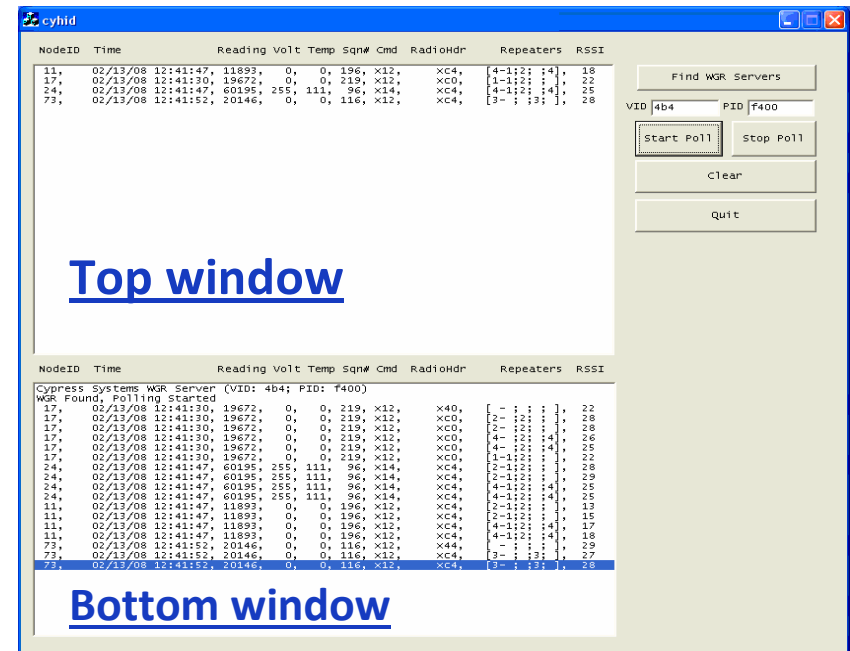 cyhid
NodeID Time Reading Volt Temp Sqn# Cmd RadioHdr Repeaters RSSI
11, 02/13/08 12:41:47, 11893, 0, 0, 196, x12, xc4, [4-1;2; ;4], 18
17, 02/13/08 12:41:30, 19672, 0, 0, 219, x12, xc0, [1-1;2; ; ], 22
24, 02/13/08 12:41:47, 60195, 255, 111, 96, x14, xc4, [4-1;2; ;4], 25
73, 02/13/08 12:41:52, 20146, 0, 0, 116, x12, xc4, [3- ; ;3; ], 28
Find WGR Servers
VID 4b4 PID f400
Start Poll Stop Poll
Clear
Quit
Top window
NodeID Time Reading Volt Temp Sqn# Cmd RadioHdr Repeaters RSSI
Cypress Systems WGR Server (VID: 4b4; PID: f400)
WGR Found, Polling Started
17, 02/13/08 12:41:30, 19672, 0, 0, 219, x12, x40, [ - ; ; ; ], 22
17, 02/13/08 12:41:30, 19672, 0, 0, 219, x12, xc0, [2- ;2; ; ], 28
17, 02/13/08 12:41:30, 19672, 0, 0, 219, x12, xc0, [2- ;2; ; ], 28
17, 02/13/08 12:41:30, 19672, 0, 0, 219, x12, xc0, [4- ;2; ;4], 26
17, 02/13/08 12:41:30, 19672, 0, 0, 219, x12, xc0, [4- ;2; ;4], 25
17, 02/13/08 12:41:30, 19672, 0, 0, 219, x12, xc0, [1-1;2; ; ], 22
24, 02/13/08 12:41:47, 60195, 255, 111, 96, x14, xc4, [2-1;2; ; ], 28
24, 02/13/08 12:41:47, 60195, 255, 111, 96, x14, xc4, [2-1;2; ; ], 29
24, 02/13/08 12:41:47, 60195, 255, 111, 96, x14, xc4, [4-1;2; ;4], 25
24, 02/13/08 12:41:47, 60195, 255, 111, 96, x14, xc4, [4-1;2; ;4], 25
11, 02/13/08 12:41:47, 11893, 0, 0, 196, x12, xc4, [2-1;2; ; ], 13
11, 02/13/08 12:41:47, 11893, 0, 0, 196, x12, xc4, [2-1;2; ; ], 15
11, 02/13/08 12:41:47, 11893, 0, 0, 196, x12, xc4, [4-1;2; ;4], 17
11, 02/13/08 12:41:47, 11893, 0, 0, 196, x12, xc4, [4-1;2; ;4], 18
73, 02/13/08 12:41:52, 20146, 0, 0, 116, x12, x44, [ - ; ; ; ], 29
73, 02/13/08 12:41:52, 20146, 0, 0, 116, x12, xc4, [3- ; ;3; ], 27
73, 02/13/08 12:41:52, 20146, 0, 0, 116, x12, xc4, [3- ; ;3; ], 28
Bottom window